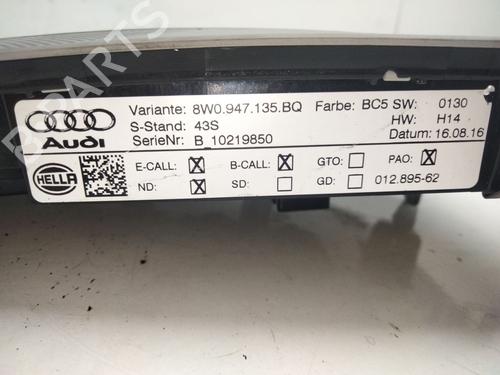 Variante: 8W0.947.135.BQ Farbe: BC5 SW: 0130
S-Stand: 43S HW: H14
SerieNr: B_10219850 Datum: 16.08.16
Audi
E-CALL: X B-CALL: X GTO: PAO: X
ND: X SD: GD: 012.895-62
HELLA
B-PARTS